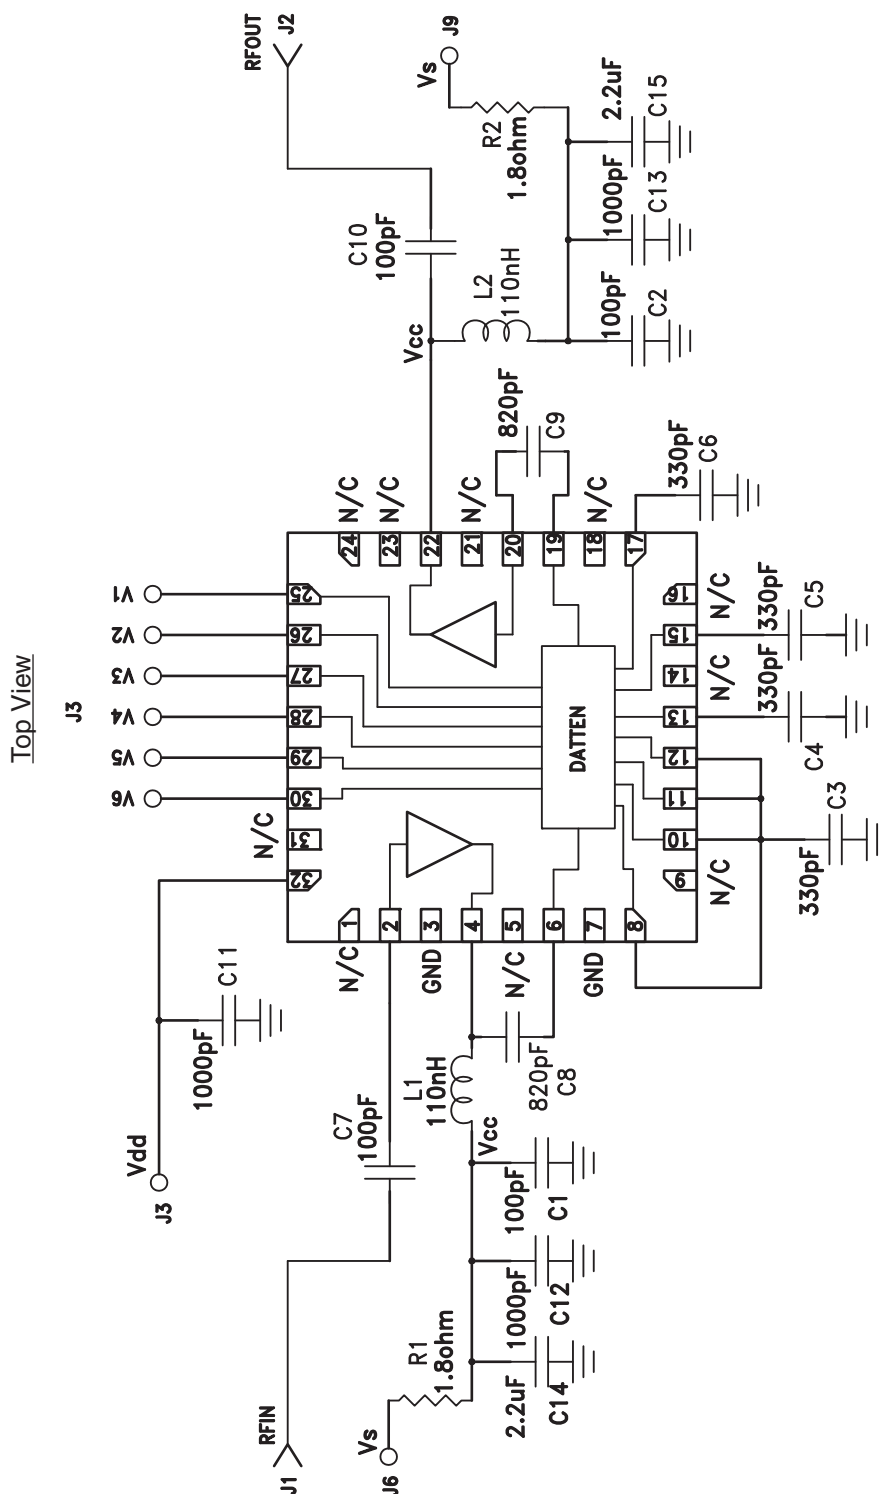 Top View
J3
V1
V2
V3
V4
V5
V6
RFOUT
J2
Vs
J9
R2
1.8ohm
2.2uF
C15
1000pF
C13
100pF
C2
C10
100pF
L2
110nH
Vcc
820pF
C9
330pF
C6
N/C
N/C
N/C
N/C
24
23
22
21
20
19
18
17
25
26
27
28
29
30
31
32
N/C
DATTEN
16
15
14
13
12
11
10
9
N/C
N/C
N/C
330pF
C5
330pF
C4
330pF
C3
1
2
3
4
5
6
7
8
N/C
GND
N/C
GND
1000pF
C11
Vdd
J3
C7
100pF
L1
110nH
820pF
C8
Vcc
100pF
C1
1000pF
C12
2.2uF
C14
R1
1.8ohm
RFIN
J1
Vs
J6